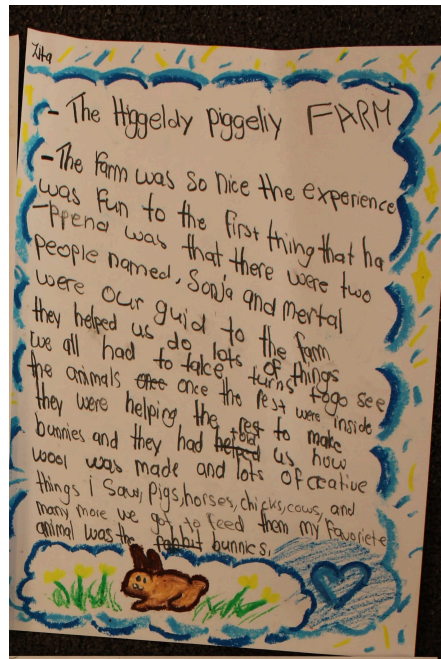 Zita
- The Higgeldy piggeliy FARM
- The farm was so nice the experience
was fun to the first thing that ha
-ppend was that there were two
people named, Sonja and mertal
were our guid to the farm
they helped us do lots of things
we all had to take turns togo see
the animals once once the rest were inside
they were helping the rest to make
bunnies and they had helped told us how
wool was made and lots of creative
things i saw, pigs, horses, chicks, cows, and
many more we got to feed them my favoriete
animal was the rabbit bunnies,